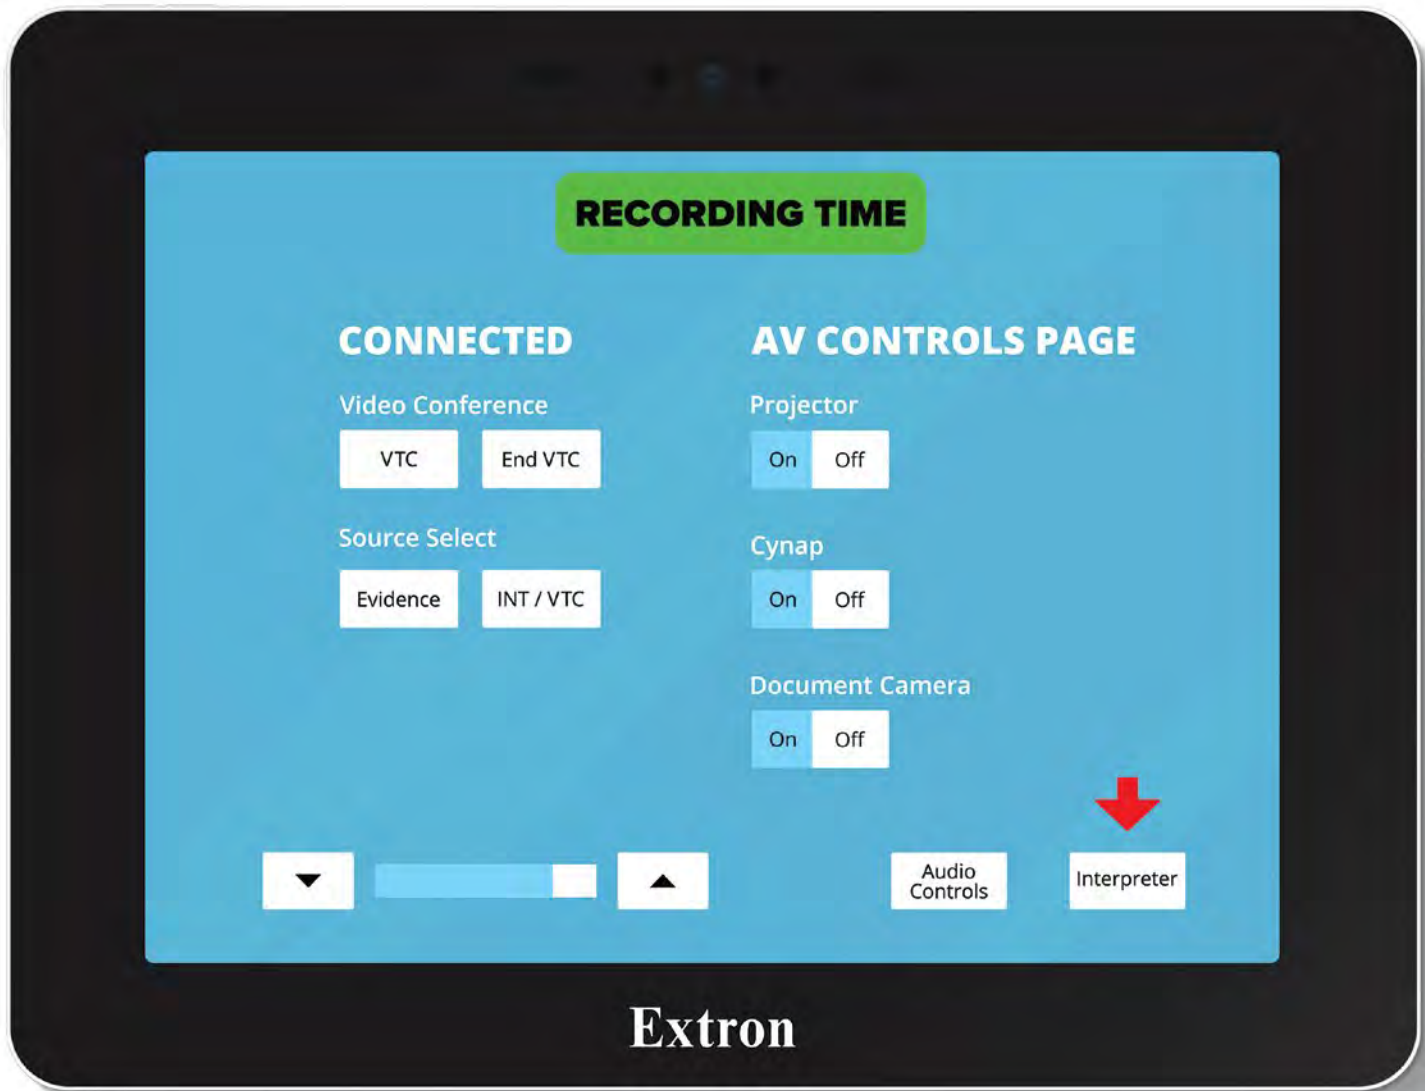 RECORDING TIME
CONNECTED
Video Conference
VTC
End VTC
Source Select
Evidence
INT / VTC
AV CONTROLS PAGE
Projector
On
Off
Cynap
On
Off
Document Camera
On
Off
Audio
Controls
Interpreter
Extron